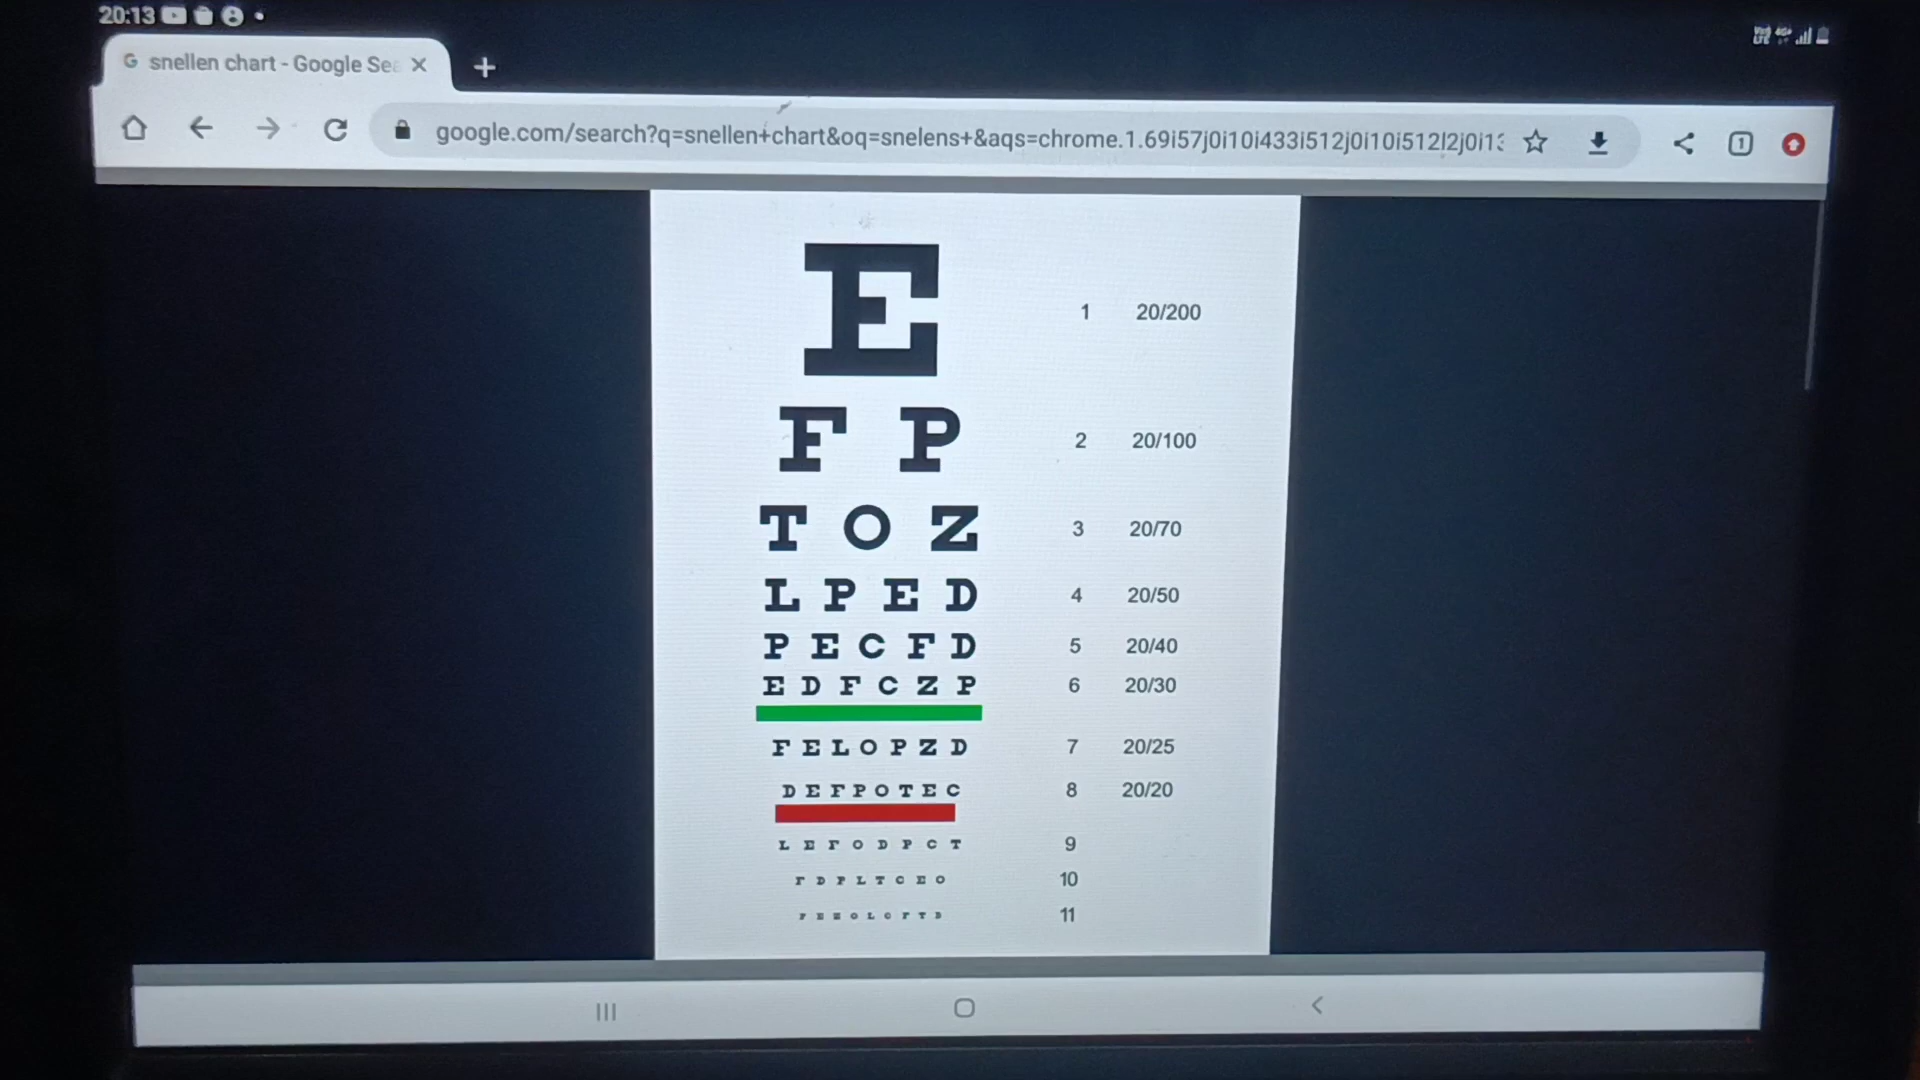 20:13
snellen chart - Google Sea
google.com/search?q=snellen+chart&oq=snelens+&aqs=chrome.1.69i57j0i10i433i512j0i10i512l2j0i13
E 1 20/200
F P 2 20/100
T O Z 3 20/70
L P E D 4 20/50
P E C F D 5 20/40
E D F C Z P 6 20/30
F E L O P Z D 7 20/25
D E F P O T E C 8 20/20
L E F O D P C T 9
F D P L T C E O 10
11